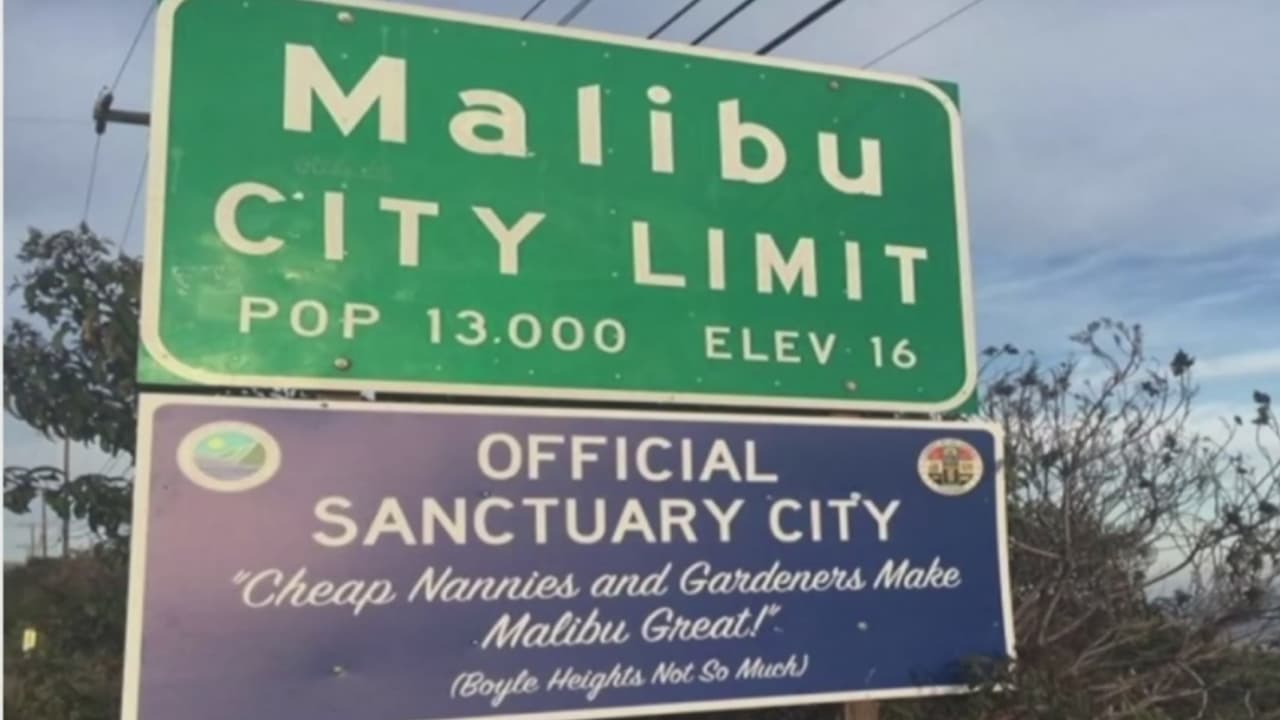 Malibu
CITY LIMIT
POP 13.000 ELEV 16
OFFICIAL
SANCTUARY CITY
"Cheap Nannies and Gardeners Make
Malibu Great!"
(Boyle Heights Not So Much)